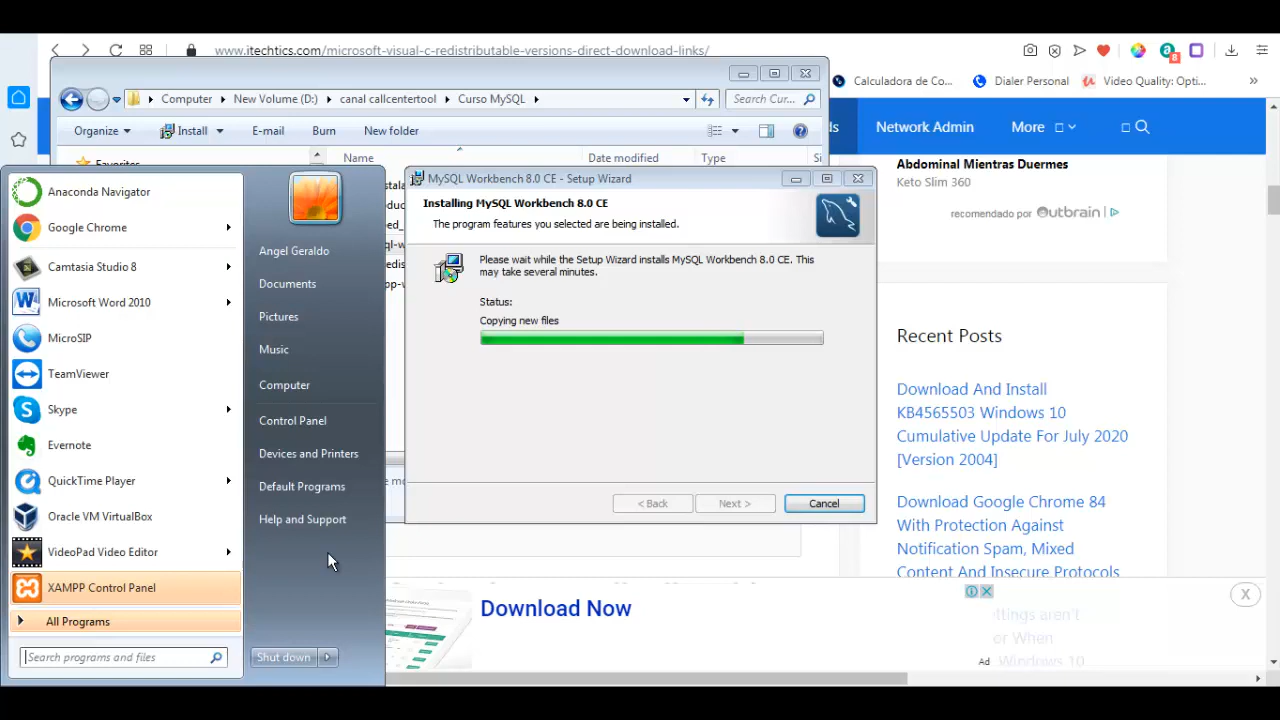 www.itechtics.com/microsoft-visual-c-redistributable-versions-direct-download-links/
8
Calculadora de Co...
Dialer Personal
Video Quality: Opti...
»
Computer
New Volume (D:)
canal callcentertool
Curso MySQL
Search Cur...
Organize
Install
E-mail
Burn
New folder
Name
Date modified
Type
Network Admin
More
Abdominal Mientras Duermes
Keto Slim 360
recomendado por Outbrain
Recent Posts
Download And Install
KB4565503 Windows 10
Cumulative Update For July 2020
[Version 2004]
Download Google Chrome 84
With Protection Against
Notification Spam, Mixed
Content And Insecure Protocols
Anaconda Navigator
Google Chrome
Camtasia Studio 8
Microsoft Word 2010
MicroSIP
TeamViewer
Skype
Evernote
QuickTime Player
Oracle VM VirtualBox
VideoPad Video Editor
XAMPP Control Panel
All Programs
Search programs and files
Angel Geraldo
Documents
Pictures
Music
Computer
Control Panel
Devices and Printers
Default Programs
Help and Support
Shut down
MySQL Workbench 8.0 CE - Setup Wizard
Installing MySQL Workbench 8.0 CE
The program features you selected are being installed.
Please wait while the Setup Wizard installs MySQL Workbench 8.0 CE. This
may take several minutes.
Status:
Copying new files
< Back
Next >
Cancel
Download Now
X
Ad
Windows 10